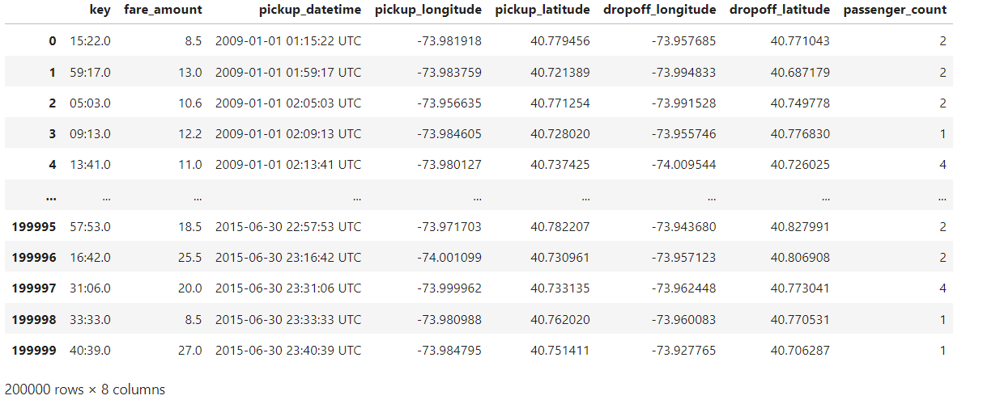 key fare_amount pickup_datetime pickup_longitude pickup_latitude dropoff_longitude dropoff_latitude passenger_count
0 15:22.0 8.5 2009-01-01 01:15:22 UTC -73.981918 40.779456 -73.957685 40.771043 2
1 59:17.0 13.0 2009-01-01 01:59:17 UTC -73.983759 40.721389 -73.994833 40.687179 2
2 05:03.0 10.6 2009-01-01 02:05:03 UTC -73.956635 40.771254 -73.991528 40.749778 2
3 09:13.0 12.2 2009-01-01 02:09:13 UTC -73.984605 40.728020 -73.955746 40.776830 1
4 13:41.0 11.0 2009-01-01 02:13:41 UTC -73.980127 40.737425 -74.009544 40.726025 4
... ... ... ... ... ... ... ... ...
199995 57:53.0 18.5 2015-06-30 22:57:53 UTC -73.971703 40.782207 -73.943680 40.827991 2
199996 16:42.0 25.5 2015-06-30 23:16:42 UTC -74.001099 40.730961 -73.957123 40.806908 2
199997 31:06.0 20.0 2015-06-30 23:31:06 UTC -73.999962 40.733135 -73.962448 40.773041 4
199998 33:33.0 8.5 2015-06-30 23:33:33 UTC -73.980988 40.762020 -73.960083 40.770531 1
199999 40:39.0 27.0 2015-06-30 23:40:39 UTC -73.984795 40.751411 -73.927765 40.706287 1
200000 rows × 8 columns